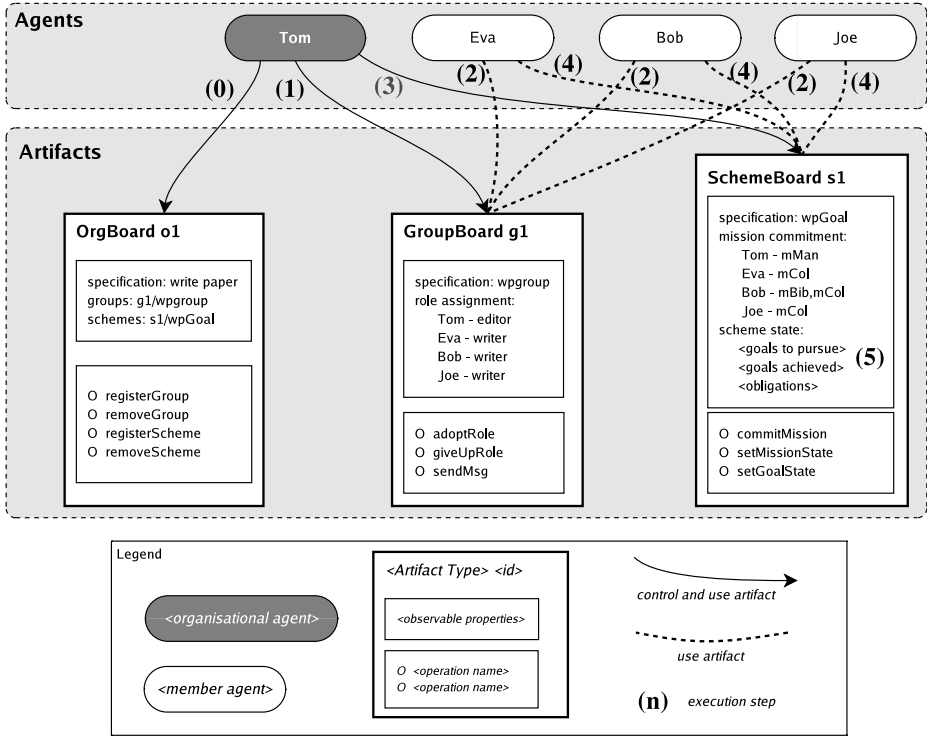 Agents
Tom
Eva
Bob
Joe
(0)
(1)
(3)
(2)
(4)
(2)
(4)
(2)
(4)
Artifacts
OrgBoard o1
specification: write paper
groups: g1/wpgroup
schemes: s1/wpGoal
O registerGroup
O removeGroup
O registerScheme
O removeScheme
GroupBoard g1
specification: wpgroup
role assignment:
Tom - editor
Eva - writer
Bob - writer
Joe - writer
O adoptRole
O giveUpRole
O sendMsg
SchemeBoard s1
specification: wpGoal
mission commitment:
Tom - mMan
Eva - mCol
Bob - mBib,mCol
Joe - mCol
scheme state:
<goals to pursue>
<goals achieved>
<obligations>
(5)
O commitMission
O setMissionState
O setGoalState
Legend
<organisational agent>
<member agent>
<Artifact Type> <id>
<observable properties>
O <operation name>
O <operation name>
control and use artifact
use artifact
(n) execution step